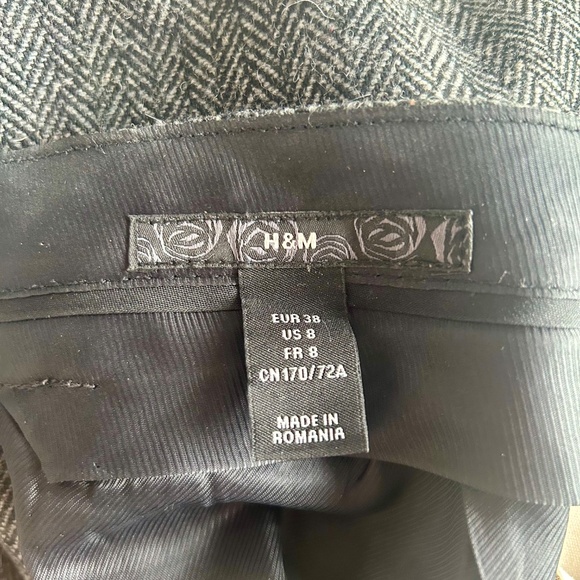 H&M
EUR 38
US 8
FR 8
CN170/72A
MADE IN
ROMANIA